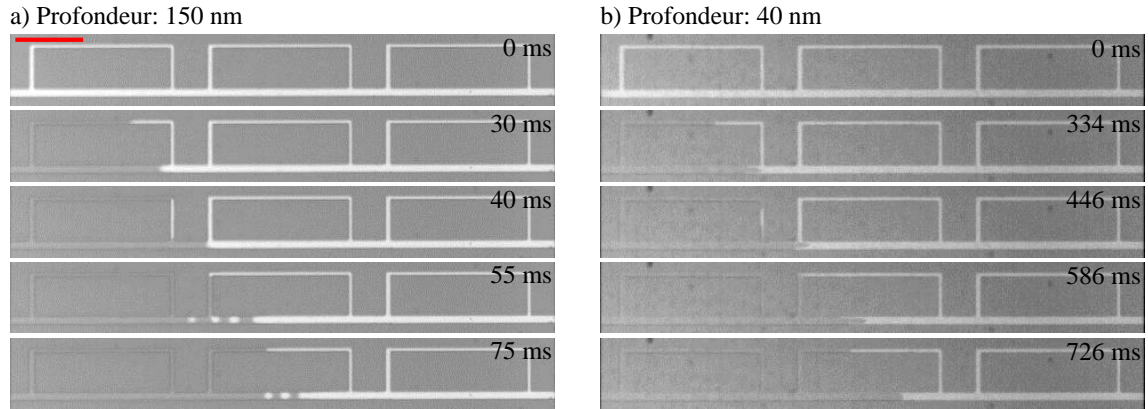 a) Profondeur: 150 nm
0 ms
30 ms
40 ms
55 ms
75 ms
b) Profondeur: 40 nm
0 ms
334 ms
446 ms
586 ms
726 ms